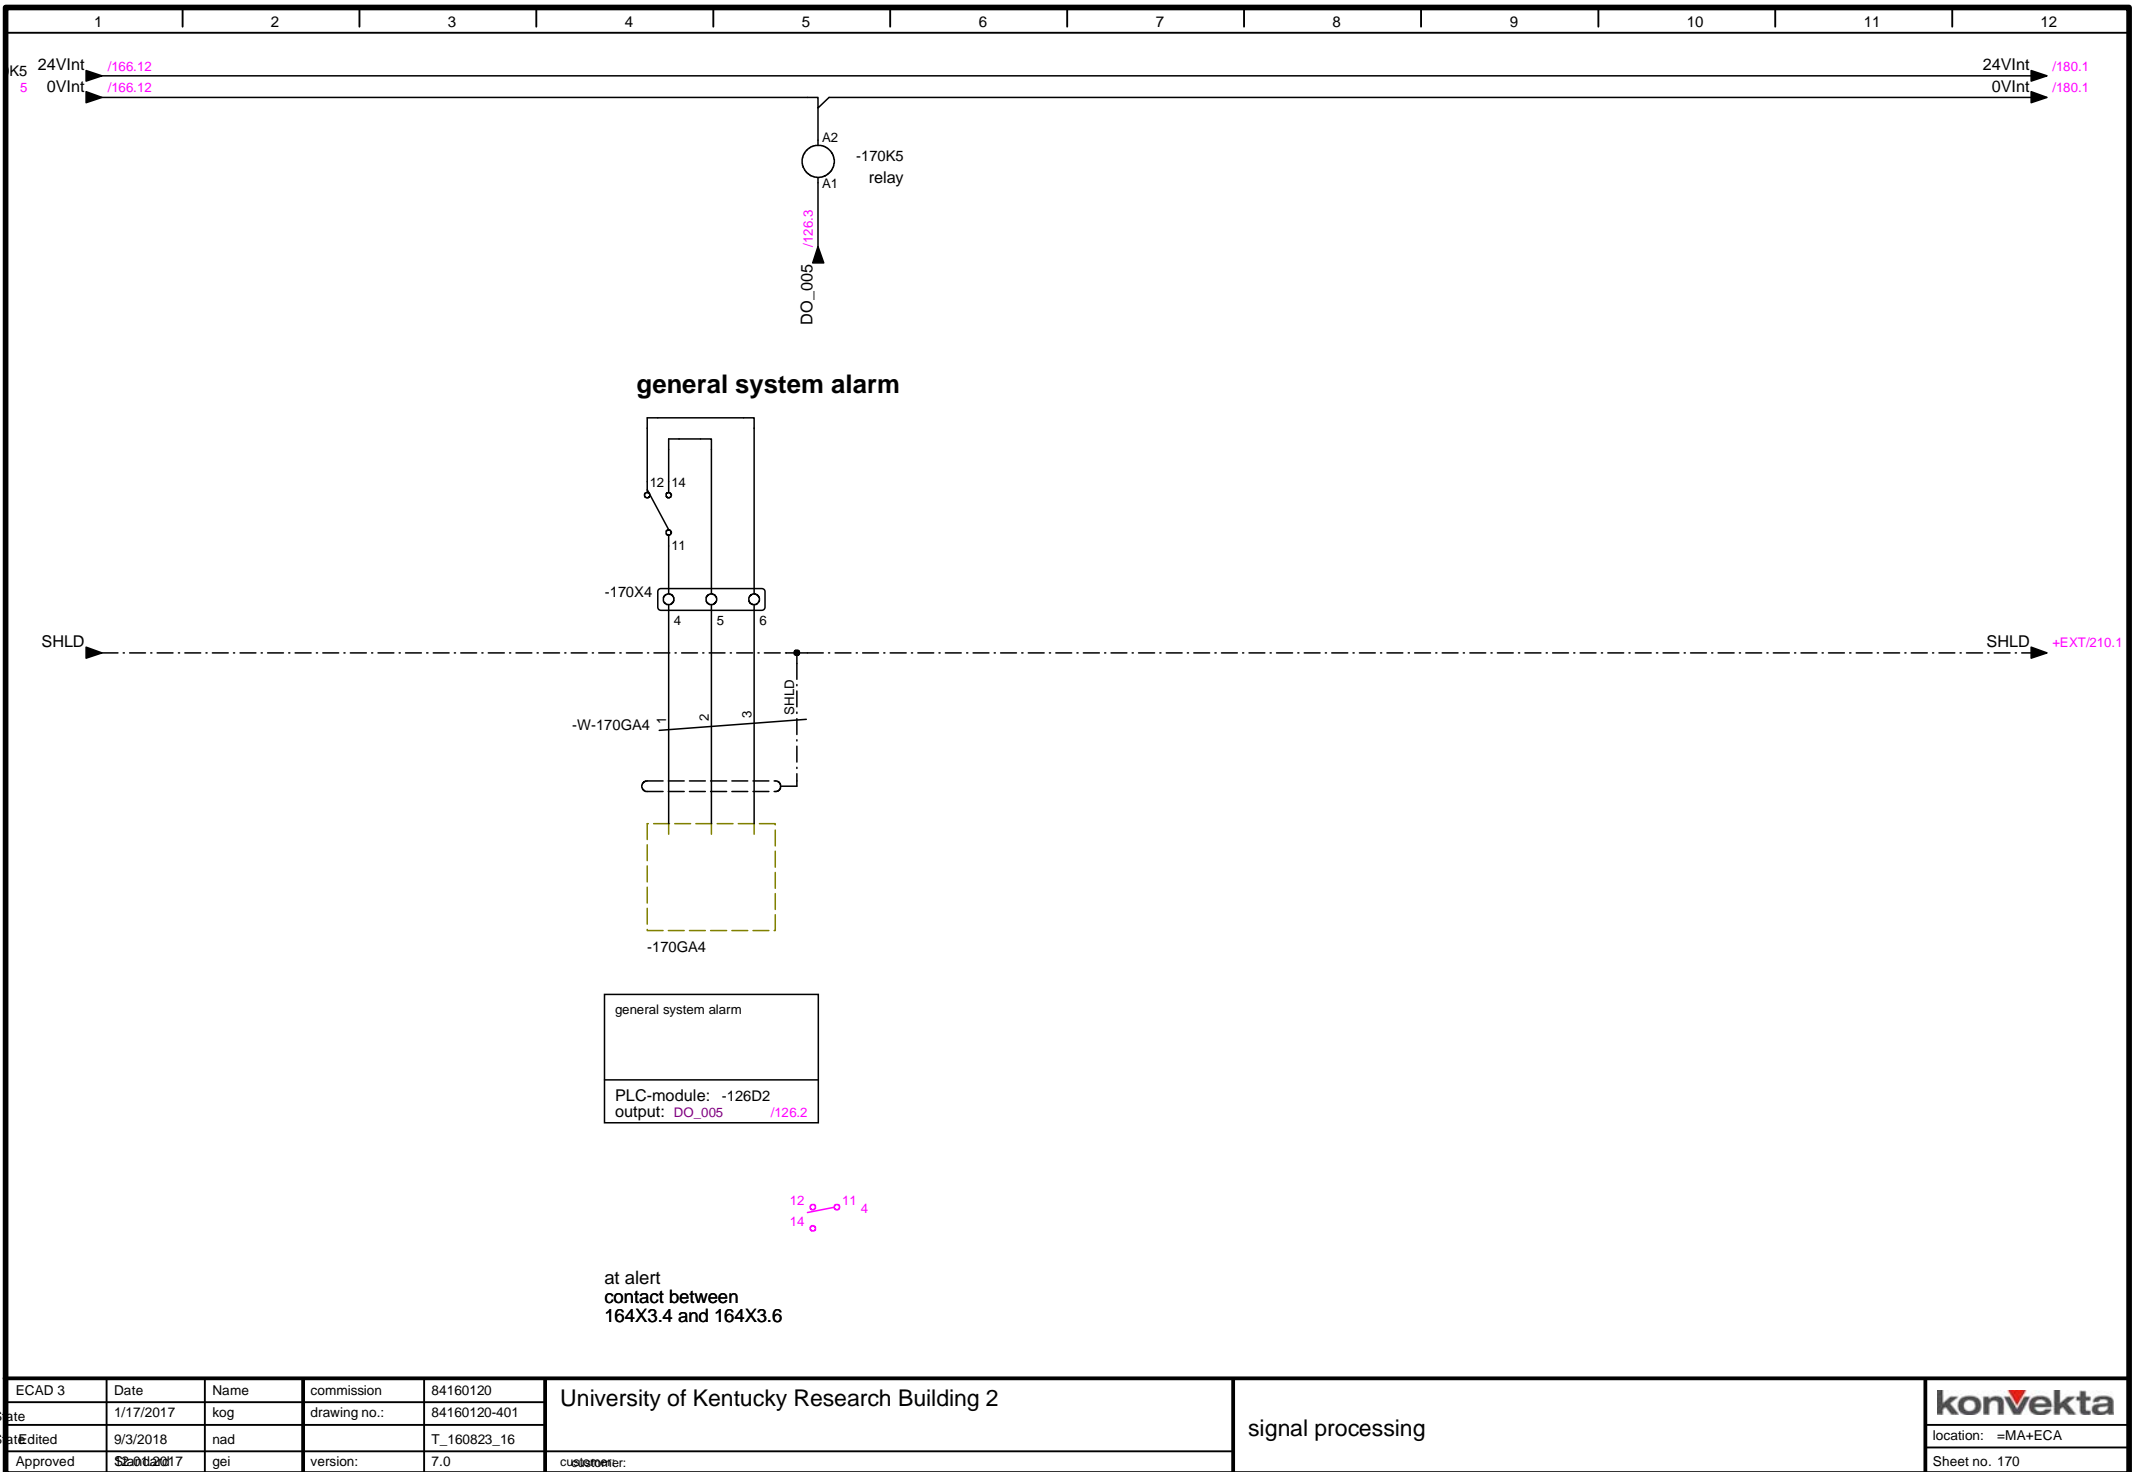 1 2 3 4 5 6 7 8 9 10 11 12
K5 24VInt /166.12 24VInt /180.1
5 0VInt /166.12 0VInt /180.1
A2
-170K5
relay
A1
/126.3
DO_005
general system alarm
12 14
11
-170X4
4 5 6
SHLD SHLD +EXT/210.1
SHLD
-W-170GA4 1 2 3
-170GA4
general system alarm
PLC-module: -126D2
output: DO_005 /126.2
12 11 4
14
at alert
contact between
164X3.4 and 164X3.6
ECAD 3 Date Name commission 84160120
1/17/2017 kog drawing no.: 84160120-401
Edited 9/3/2018 nad T_160823_16
Approved gei version: 7.0
University of Kentucky Research Building 2
customer:
signal processing
konvekta
location: =MA+ECA
Sheet no. 170